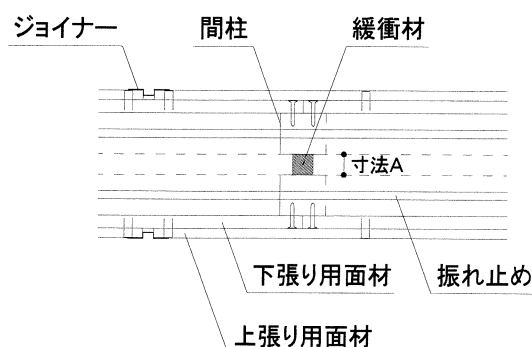 ジョイナー
間柱
緩衝材
寸法A
下張り用面材
振れ止め
上張り用面材